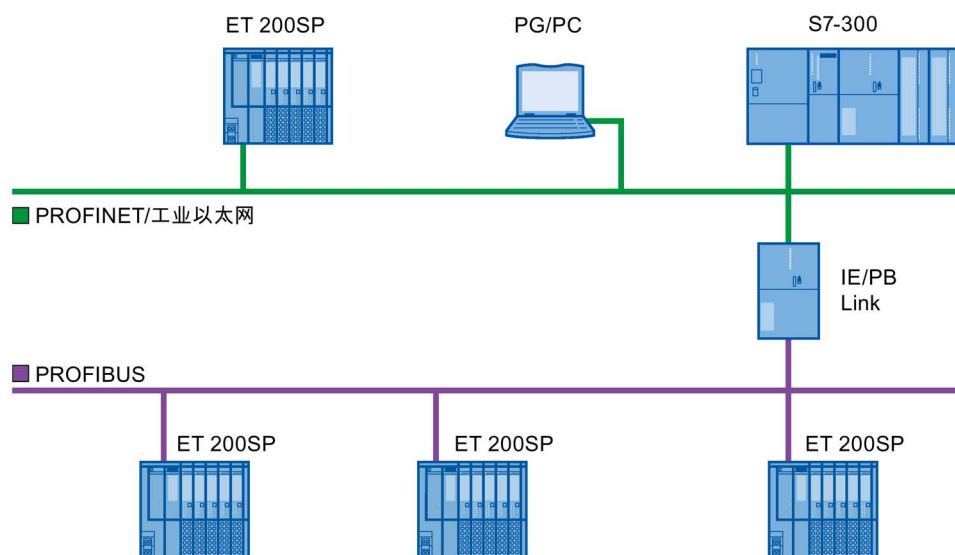 ET 200SP
PG/PC
S7-300
PROFINET/工业以太网
IE/PB
Link
PROFIBUS
ET 200SP
ET 200SP
ET 200SP